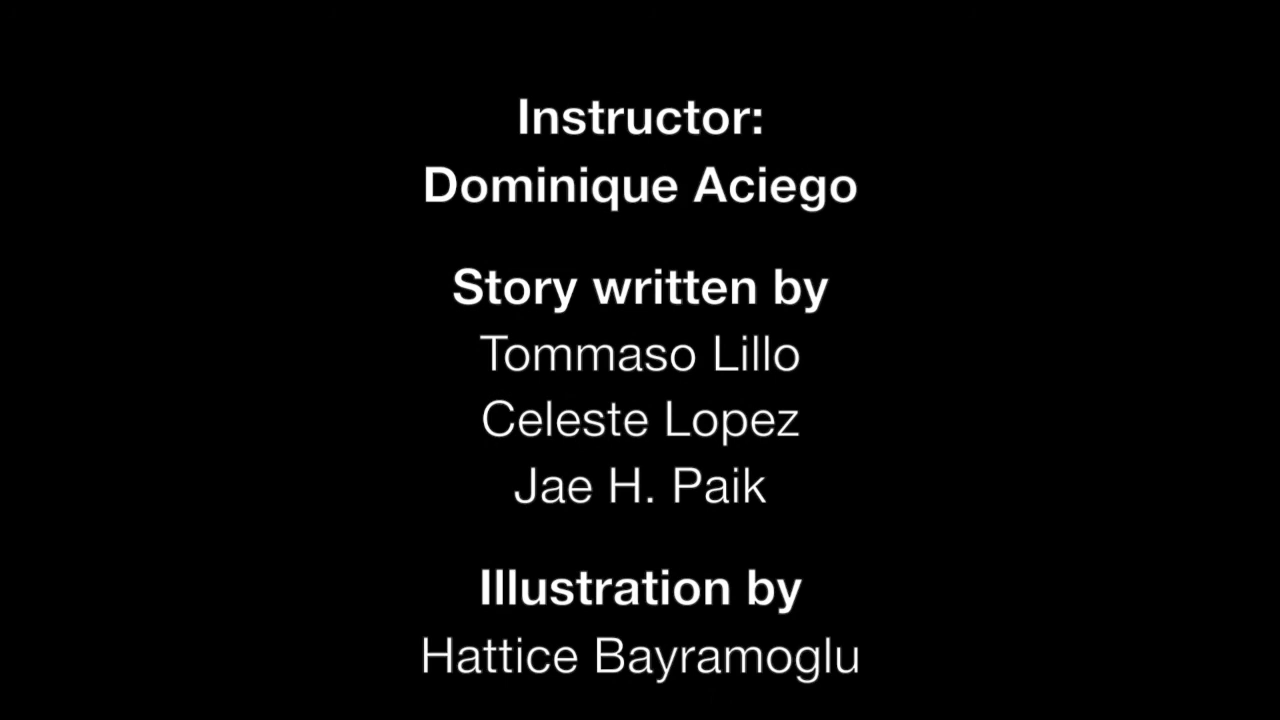 Instructor:
Dominique Aciego
Story written by
Tommaso Lillo
Celeste Lopez
Jae H. Paik
Illustration by
Hattice Bayramoglu